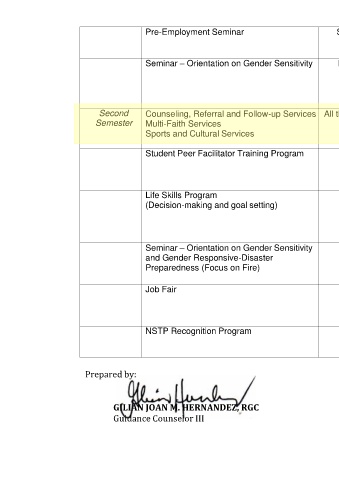 Pre-Employment Seminar
Seminar – Orientation on Gender Sensitivity
Second
Semester
Counseling, Referral and Follow-up Services
All t
Multi-Faith Services
Sports and Cultural Services
Student Peer Facilitator Training Program
Life Skills Program
(Decision-making and goal setting)
Seminar – Orientation on Gender Sensitivity
and Gender Responsive-Disaster
Preparedness (Focus on Fire)
Job Fair
NSTP Recognition Program
Prepared by:
GILIAN JOAN M. HERNANDEZ, RGC
Guidance Counselor III